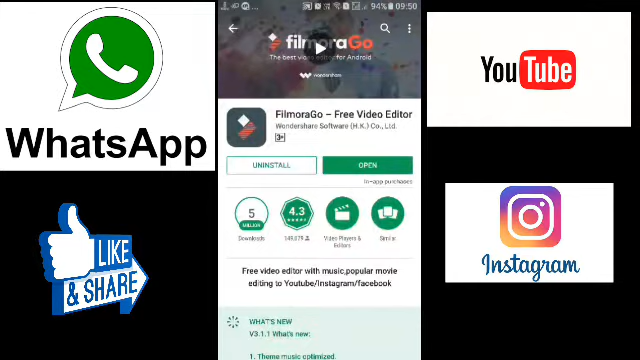 94% 09:50
filmoraGo
The best video editor for Android.
Wondershare
WhatsApp
YouTube
FilmoraGo – Free Video Editor
Wondershare Software (H.K.) Co., Ltd.
3+
UNINSTALL
OPEN
In-app purchases
5
MILLION
Downloads
4.3
Video Players &
Editors
Similar
LIKE
& SHARE
Instagram
Free video editor with music,popular movie
editing to Youtube/Instagram/facebook
WHAT'S NEW
V3.1.1 What's new:
1. Theme music optimized.